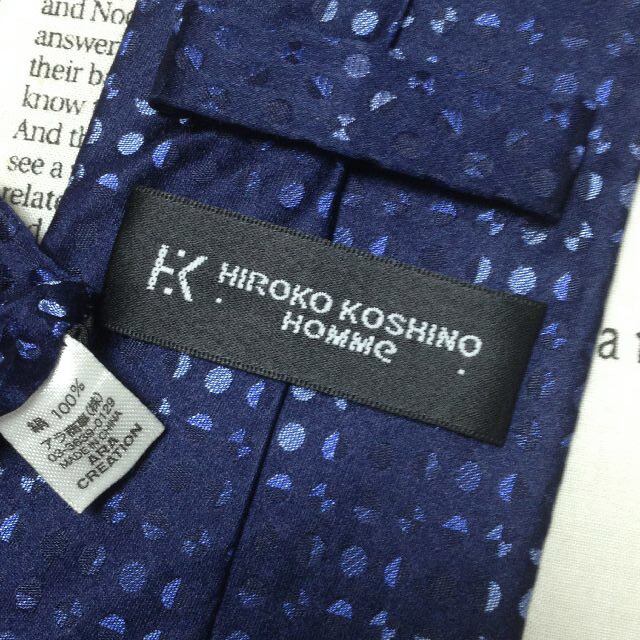 and No
answer
their b
know
And th
see a
relate
HK HIROKO KOSHINO
HOMMe
絹 100%
MADE IN CHINA
ARA
CREATION
a